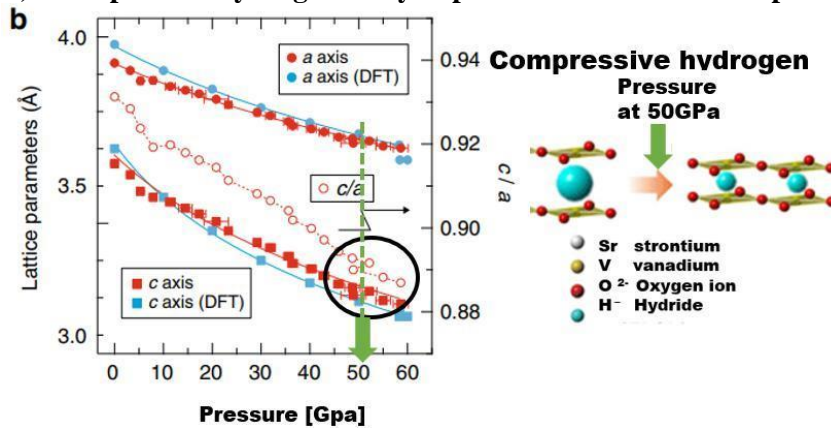 b
4.0
3.5
3.0
Lattice parameters (Å)
a axis
a axis (DFT)
c/a
c axis
c axis (DFT)
0.94
0.92
0.90
0.88
c/a
0 10 20 30 40 50 60
Pressure [Gpa]
Compressive hydrogen
Pressure
at 50GPa
Sr strontium
V vanadium
O 2- Oxygen ion
H− Hydride